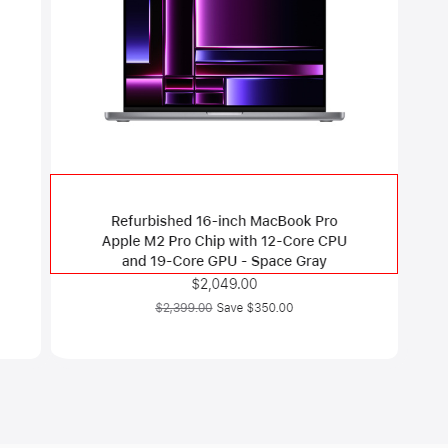 Refurbished 16-inch MacBook Pro
Apple M2 Pro Chip with 12-Core CPU
and 19-Core GPU - Space Gray
$2,049.00
$2,399.00 Save $350.00